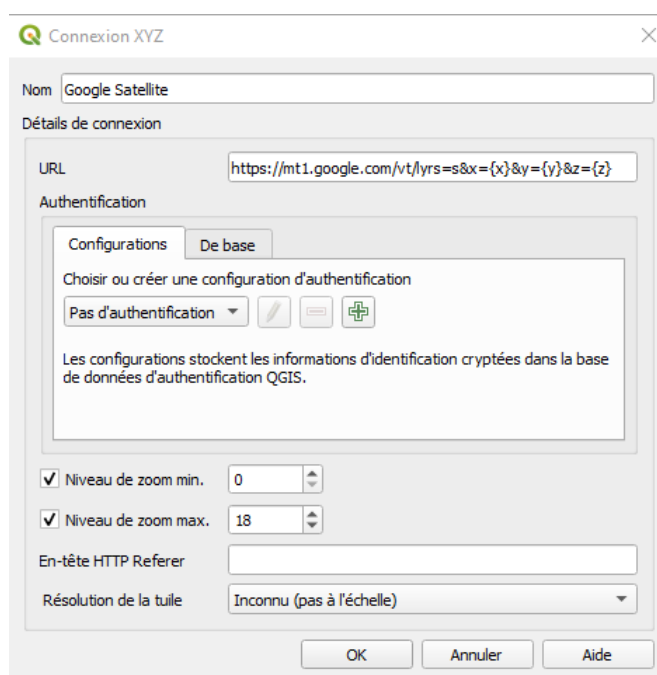 Connexion XYZ
Nom Google Satellite
Détails de connexion
URL https://mt1.google.com/vt/lyrs=s&x={x}&y={y}&z={z}
Authentification
Configurations De base
Choisir ou créer une configuration d'authentification
Pas d'authentification
Les configurations stockent les informations d'identification cryptées dans la base
de données d'authentification QGIS.
Niveau de zoom min. 0
Niveau de zoom max. 18
En-tête HTTP Referer
Résolution de la tuile Inconnu (pas à l'échelle)
OK Annuler Aide